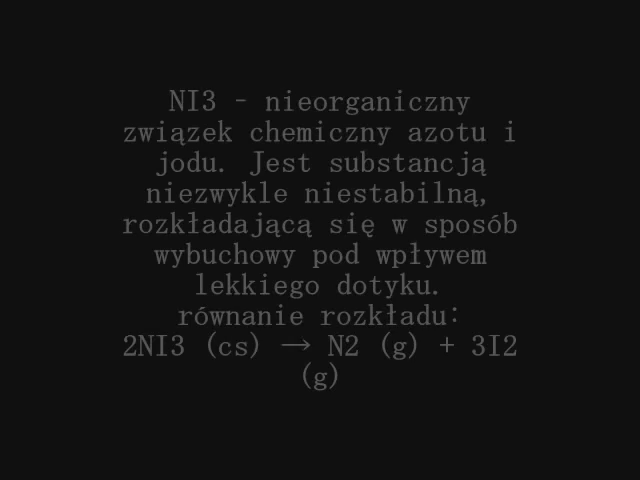 NI3 – nieorganiczny
związek chemiczny azotu i
jodu. Jest substancją
niezwykle niestabilną,
rozkładającą się w sposób
wybuchowy pod wpływem
lekkiego dotyku.
równanie rozkładu:
2NI3 (cs) → N2 (g) + 3I2
(g)